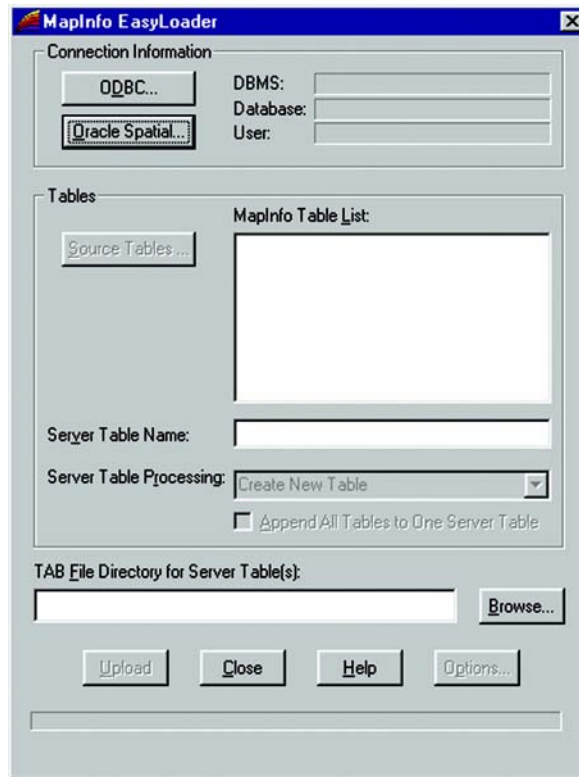 MapInfo EasyLoader
Connection Information
ODBC...
DBMS:
Oracle Spatial...
Database:
User:
Tables
MapInfo Table List:
Source Tables ...
Server Table Name:
Server Table Processing:
Create New Table
Append All Tables to One Server Table
TAB File Directory for Server Table(s):
Browse...
Upload Close Help Options...